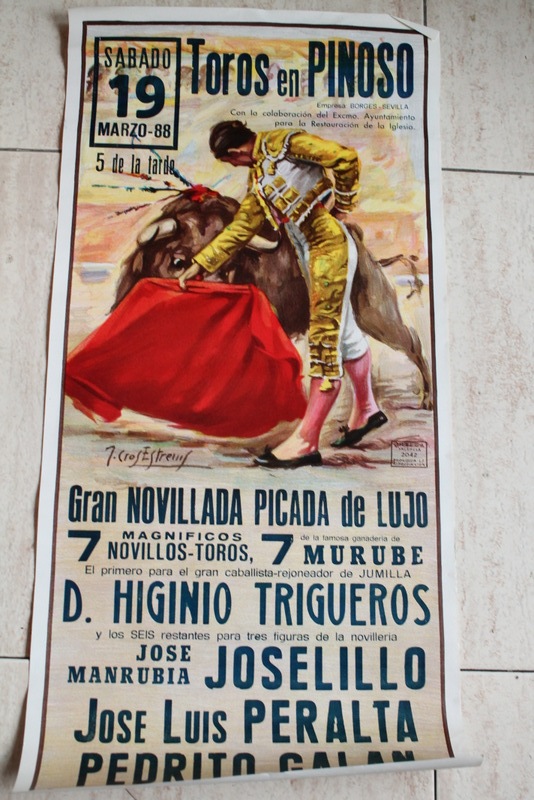 SABADO
19
MARZO-88
Toros en PINOSO
Empresa: BORGES-SEVILLA
Con la colaboración del Excmo. Ayuntamiento
para la Restauración de la Iglesia.
5 de la tarde
J. Cros Estrems
2042
Gran NOVILLADA PICADA de LUJO
7 MAGNIFICOS NOVILLOS-TOROS, 7 de la famosa ganadería de MURUBE
El primero para el gran caballista-rejoneador de JUMILLA
D. HIGINIO TRIGUEROS
y los SEIS restantes para tres figuras de la novillería
JOSE MANRUBIA JOSELILLO
JOSE LUIS PERALTA
PEDRITO GALAN